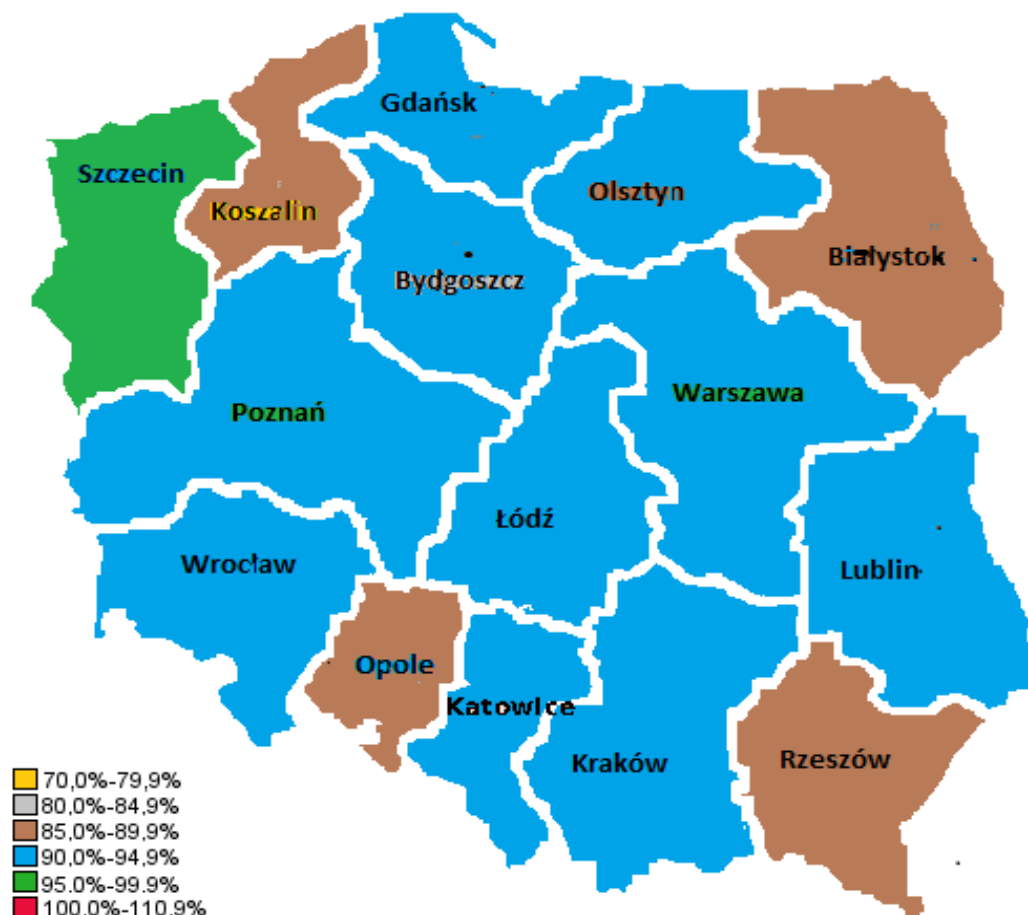 Gdańsk
Szczecin
Olsztyn
Koszalin
Białystok
Bydgoszcz
Warszawa
Poznań
Łódź
Wrocław
Lublin
Opole
Katowice
Kraków
Rzeszów
70,0%-79,9%
80,0%-84,9%
85,0%-89,9%
90,0%-94,9%
95.0%-99.9%
100,0%-110,9%